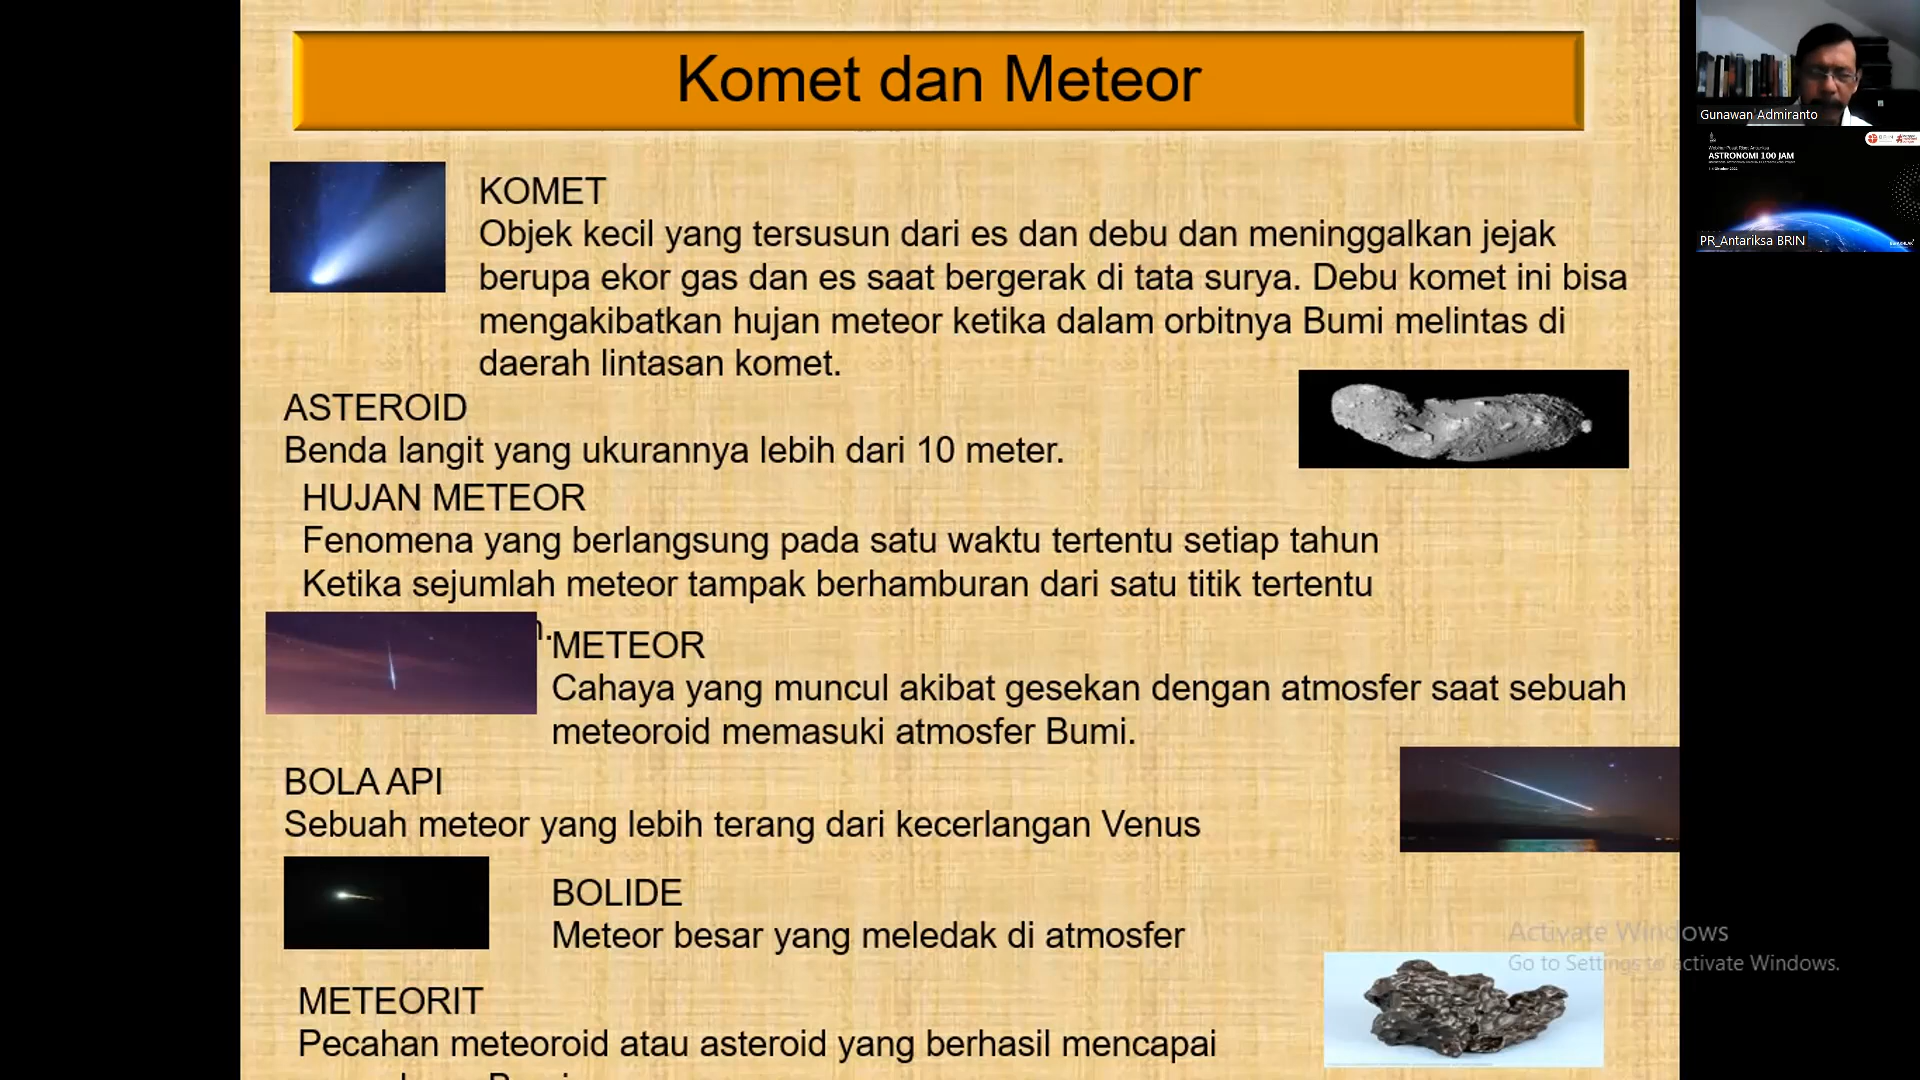 Komet dan Meteor
KOMET
Objek kecil yang tersusun dari es dan debu dan meninggalkan jejak
berupa ekor gas dan es saat bergerak di tata surya. Debu komet ini bisa
mengakibatkan hujan meteor ketika dalam orbitnya Bumi melintas di
daerah lintasan komet.
ASTEROID
Benda langit yang ukurannya lebih dari 10 meter.
HUJAN METEOR
Fenomena yang berlangsung pada satu waktu tertentu setiap tahun
Ketika sejumlah meteor tampak berhamburan dari satu titik tertentu
METEOR
Cahaya yang muncul akibat gesekan dengan atmosfer saat sebuah
meteoroid memasuki atmosfer Bumi.
BOLA API
Sebuah meteor yang lebih terang dari kecerlangan Venus
BOLIDE
Meteor besar yang meledak di atmosfer
METEORIT
Pecahan meteoroid atau asteroid yang berhasil mencapai
Activate Windows
Go to Settings to activate Windows.
Gunawan Admiranto
ASTRONOMI 100 JAM
PR_Antariksa BRIN